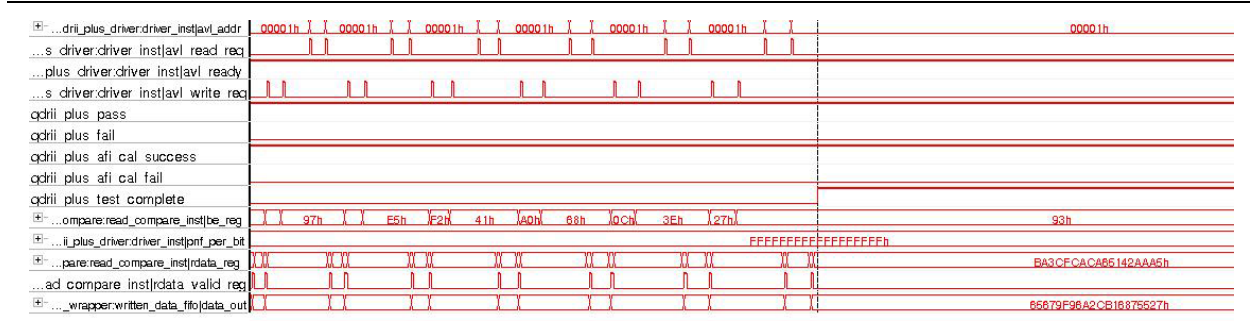 ...drii_plus_driver:driver_inst|avl_addr 00001h 00001h 00001h 00001h 00001h 00001h 00001h
...s driver:driver inst|avl read req
...plus driver:driver inst|avl ready
...s driver:driver inst|avl write req
qdrii plus pass
qdrii plus fail
qdrii plus afi cal success
qdrii plus afi cal fail
qdrii plus test complete
...ompare:read_compare_inst|be_reg 97h E5h F2h 41h A0h 68h 0Ch 3Eh 27h 93h
...ii_plus_driver:driver_inst|pnf_per_bit FFFFFFFFFFFFFFFFFFh
...pare:read_compare_inst|rdata_reg BA3CFCACA65142AAA5h
...ad compare inst|rdata valid reg
..._wrapper:written_data_fifo|data_out 65679F96A2CB16875527h